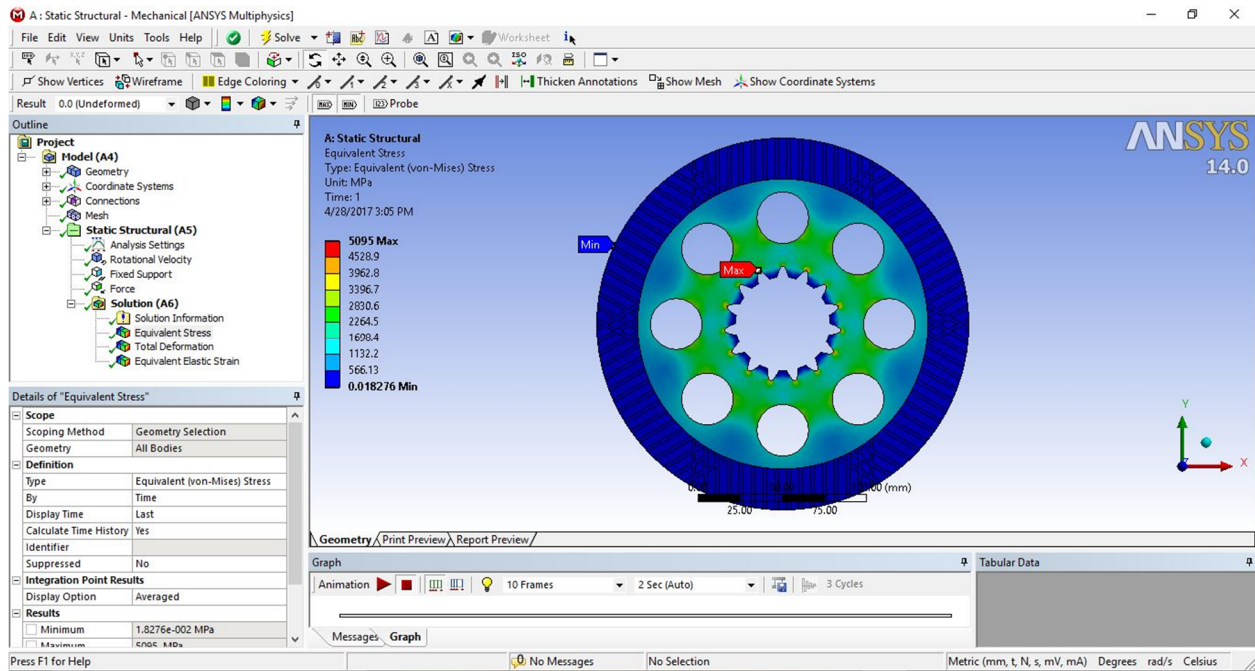 A : Static Structural - Mechanical [ANSYS Multiphysics]
File Edit View Units Tools Help Solve Worksheet
Show Vertices Wireframe Edge Coloring Thicken Annotations Show Mesh Show Coordinate Systems
Result 0.0 (Undeformed) MAX MIN Probe
Outline
Project
Model (A4)
Geometry
Coordinate Systems
Connections
Mesh
Static Structural (A5)
Analysis Settings
Rotational Velocity
Fixed Support
Force
Solution (A6)
Solution Information
Equivalent Stress
Total Deformation
Equivalent Elastic Strain
Details of "Equivalent Stress"
Scope
Scoping Method Geometry Selection
Geometry All Bodies
Definition
Type Equivalent (von-Mises) Stress
By Time
Display Time Last
Calculate Time History Yes
Identifier
Suppressed No
Integration Point Results
Display Option Averaged
Results
Minimum 1.8276e-002 MPa
Maximum 5095. MPa
A: Static Structural
Equivalent Stress
Type: Equivalent (von-Mises) Stress
Unit: MPa
Time: 1
4/28/2017 3:05 PM
5095 Max
4528.9
3962.8
3396.7
2830.6
2264.5
1698.4
1132.2
566.13
0.018276 Min
Min
Max
ANSYS
14.0
Y
X
(mm)
25.00 75.00
Geometry Print Preview Report Preview
Graph
Animation 10 Frames 2 Sec (Auto) 3 Cycles
Messages Graph
Tabular Data
Press F1 for Help 0 No Messages No Selection Metric (mm, t, N, s, mV, mA) Degrees rad/s Celsius